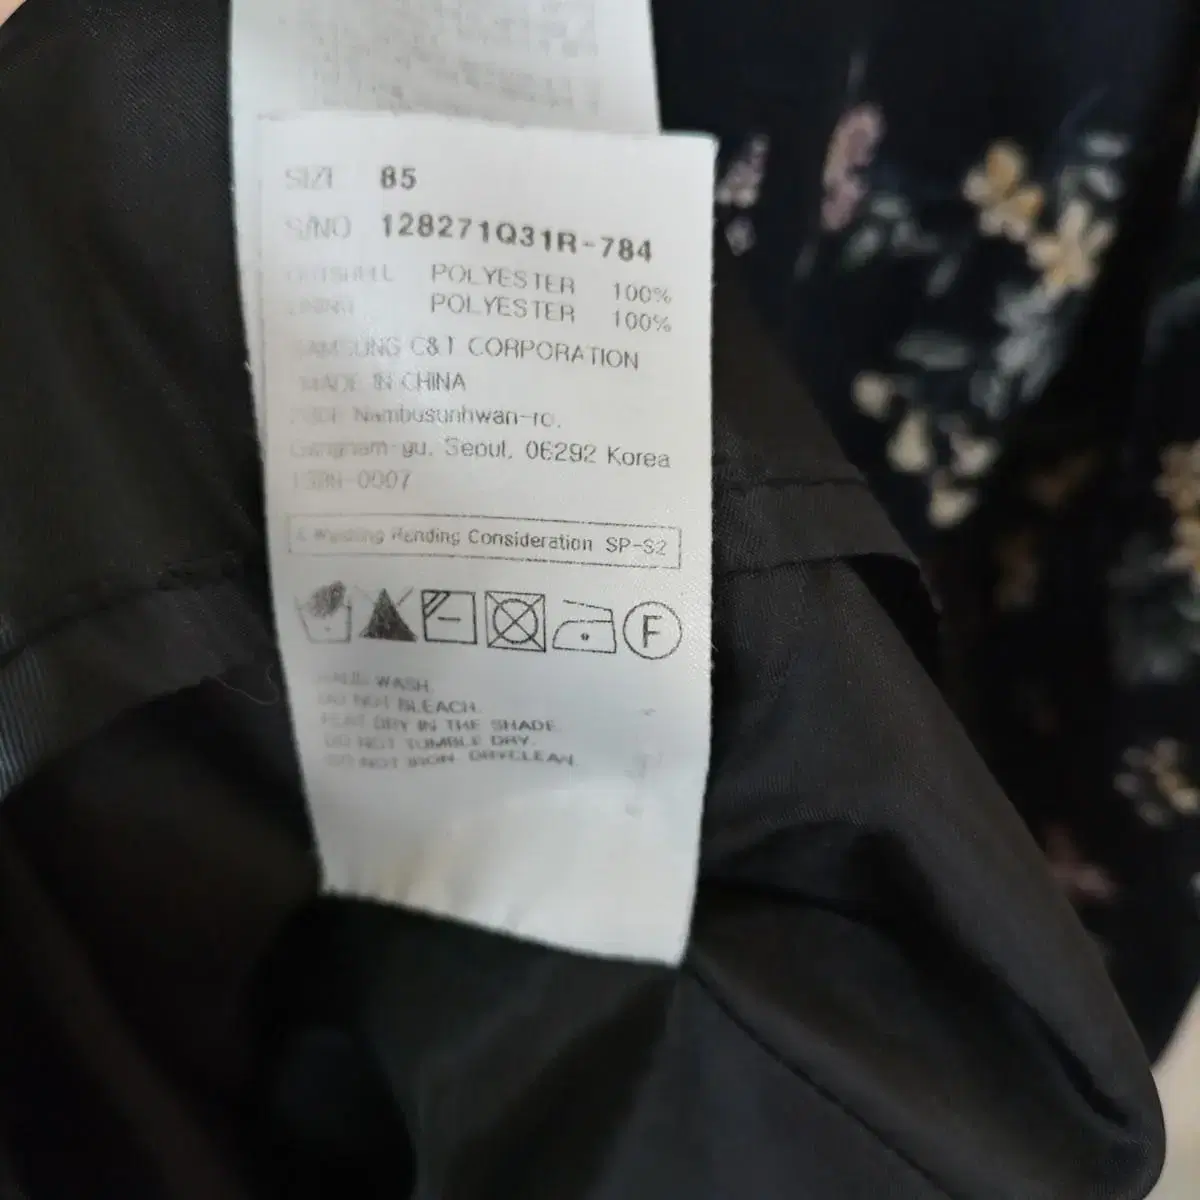 SIZE 85
S/NO 128271Q31R-784
OUTSHELL POLYESTER 100%
LINING POLYESTER 100%
SAMSUNG C&T CORPORATION
MADE IN CHINA
Nambusunhwan-ro,
Gangnam-gu, Seoul, 06292 Korea
-0007
Pending Consideration SP-S2
F
HAND WASH.
DO NOT BLEACH.
FLAT DRY IN THE SHADE.
DO NOT TUMBLE DRY.
DO NOT IRON. DRYCLEAN.